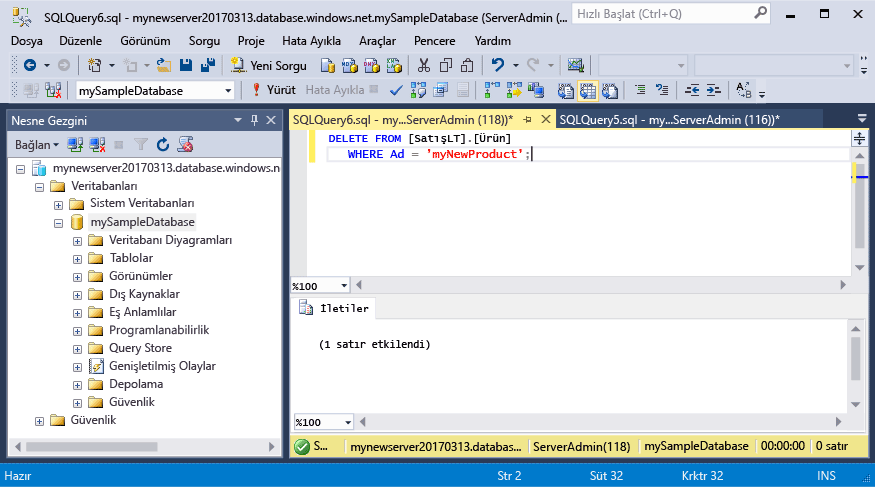 SQLQuery6.sql - mynewserver20170313.database.windows.net.mySampleDatabase (ServerAdmin (...
Hızlı Başlat (Ctrl+Q)
Dosya Düzenle Görünüm Sorgu Proje Hata Ayıkla Araçlar Pencere Yardım
Yeni Sorgu
mySampleDatabase Yürüt Hata Ayıkla
Nesne Gezgini
Bağlan
mynewserver20170313.database.windows.n
Veritabanları
Sistem Veritabanları
mySampleDatabase
Veritabanı Diyagramları
Tablolar
Görünümler
Dış Kaynaklar
Eş Anlamlılar
Programlanabilirlik
Query Store
Genişletilmiş Olaylar
Depolama
Güvenlik
Güvenlik
SQLQuery6.sql - my...ServerAdmin (118))* SQLQuery5.sql - my...ServerAdmin (116))*
DELETE FROM [SatışLT].[Ürün]
WHERE Ad = 'myNewProduct';
%100
İletiler
(1 satır etkilendi)
%100
S... mynewserver20170313.databas... ServerAdmin(118) mySampleDatabase 00:00:00 0 satır
Hazır Str 2 Süt 32 Krktr 32 INS